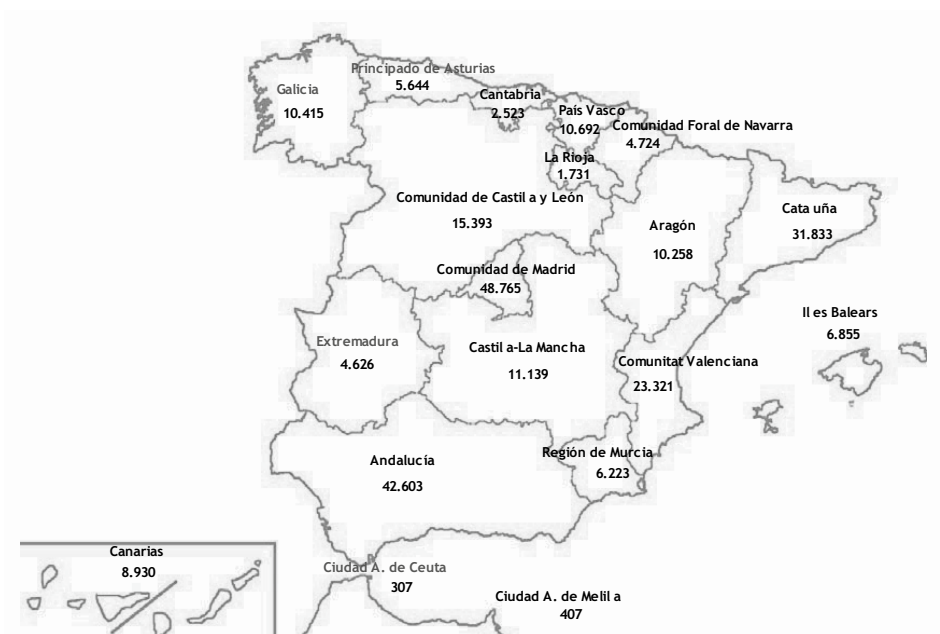 Principado de Asturias
5.644
Galicia
10.415
Cantabria
2.523
País Vasco
10.692
Comunidad Foral de Navarra
4.724
La Rioja
1.731
Comunidad de Castil a y León
15.393
Aragón
10.258
Cata uña
31.833
Comunidad de Madrid
48.765
Il es Balears
6.855
Extremadura
4.626
Castil a-La Mancha
11.139
Comunitat Valenciana
23.321
Región de Murcia
6.223
Andalucía
42.603
Canarias
8.930
Ciudad A. de Ceuta
307
Ciudad A. de Melil a
407